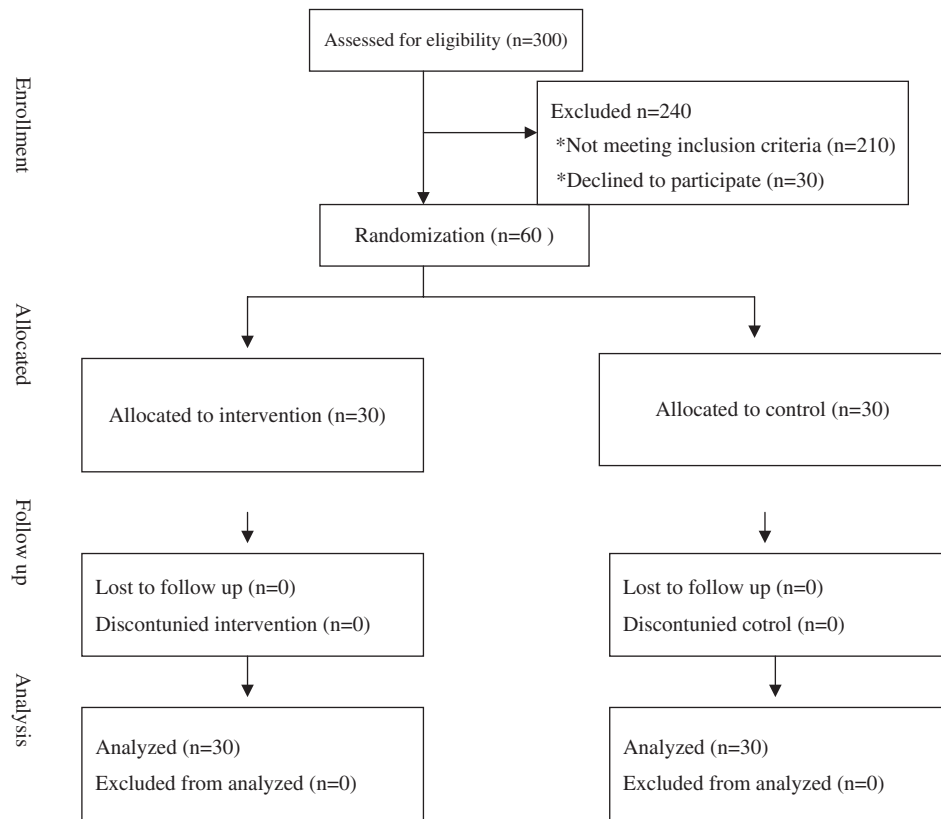 Assessed for eligibility (n=300)
Enrollment
Excluded n=240
*Not meeting inclusion criteria (n=210)
*Declined to participate (n=30)
Randomization (n=60 )
Allocated
Allocated to intervention (n=30)
Allocated to control (n=30)
Follow up
Lost to follow up (n=0)
Discontunied intervention (n=0)
Lost to follow up (n=0)
Discontunied cotrol (n=0)
Analysis
Analyzed (n=30)
Excluded from analyzed (n=0)
Analyzed (n=30)
Excluded from analyzed (n=0)